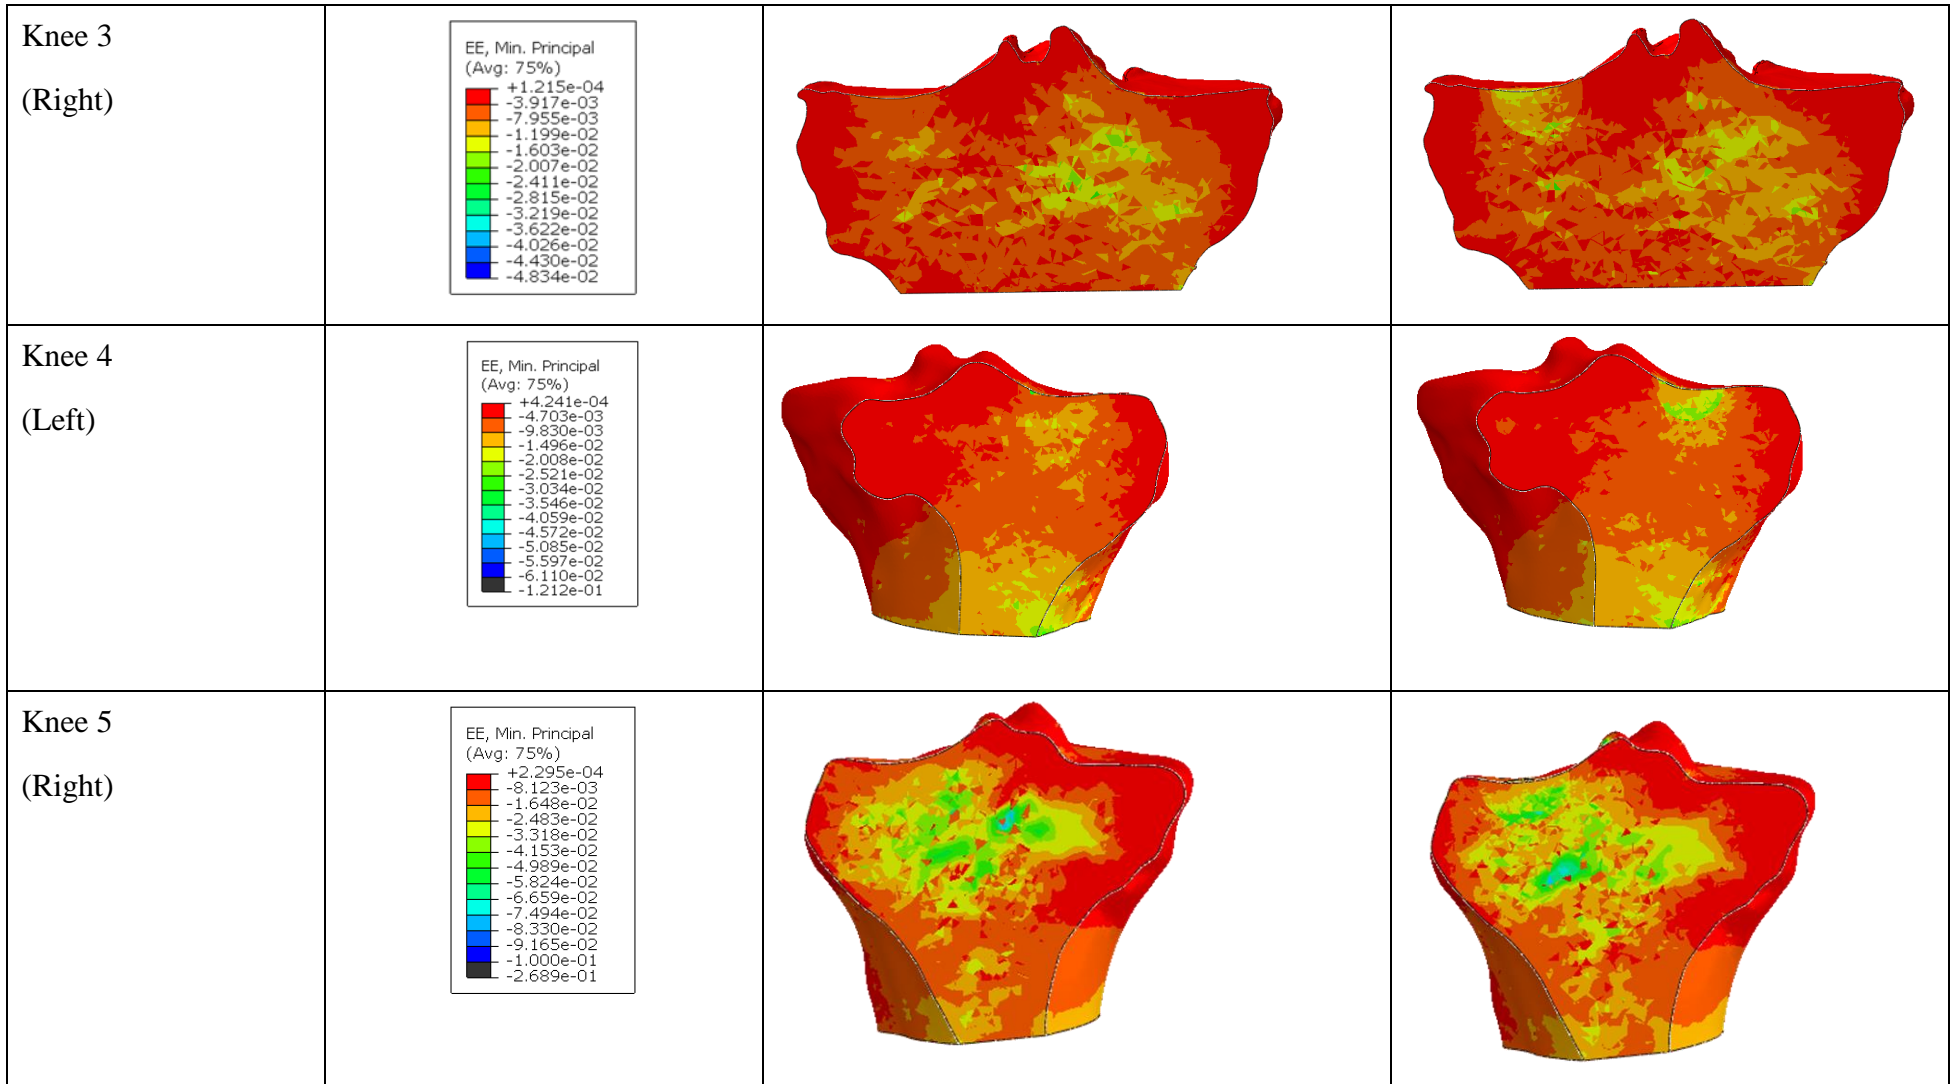 Knee 3
(Right)
EE, Min. Principal
(Avg: 75%)
+1.215e-04
-3.917e-03
-7.955e-03
-1.199e-02
-1.603e-02
-2.007e-02
-2.411e-02
-2.815e-02
-3.219e-02
-3.622e-02
-4.026e-02
-4.430e-02
-4.834e-02
Knee 4
(Left)
EE, Min. Principal
(Avg: 75%)
+4.241e-04
-4.703e-03
-9.830e-03
-1.496e-02
-2.008e-02
-2.521e-02
-3.034e-02
-3.546e-02
-4.059e-02
-4.572e-02
-5.085e-02
-5.597e-02
-6.110e-02
-1.212e-01
Knee 5
(Right)
EE, Min. Principal
(Avg: 75%)
+2.295e-04
-8.123e-03
-1.648e-02
-2.483e-02
-3.318e-02
-4.153e-02
-4.989e-02
-5.824e-02
-6.659e-02
-7.494e-02
-8.330e-02
-9.165e-02
-1.000e-01
-2.689e-01